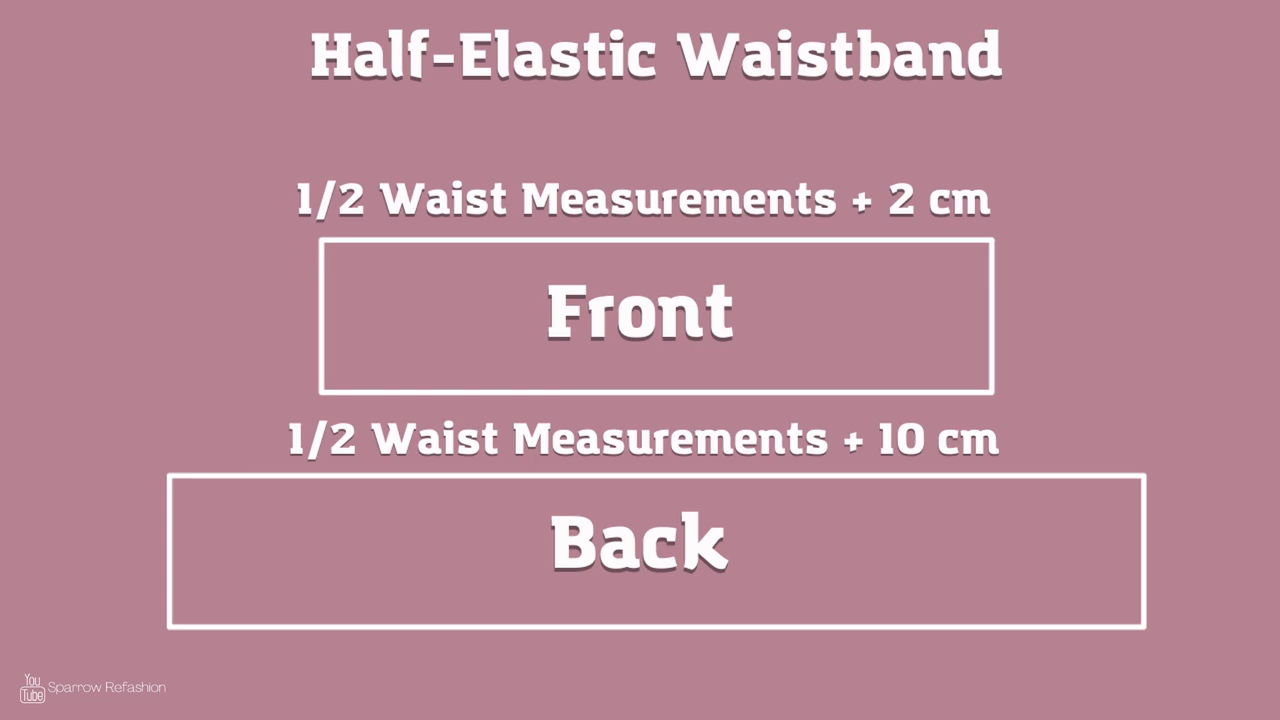 Half-Elastic Waistband
1/2 Waist Measurements + 2 cm
Front
1/2 Waist Measurements + 10 cm
Back
You
Tube Sparrow Refashion